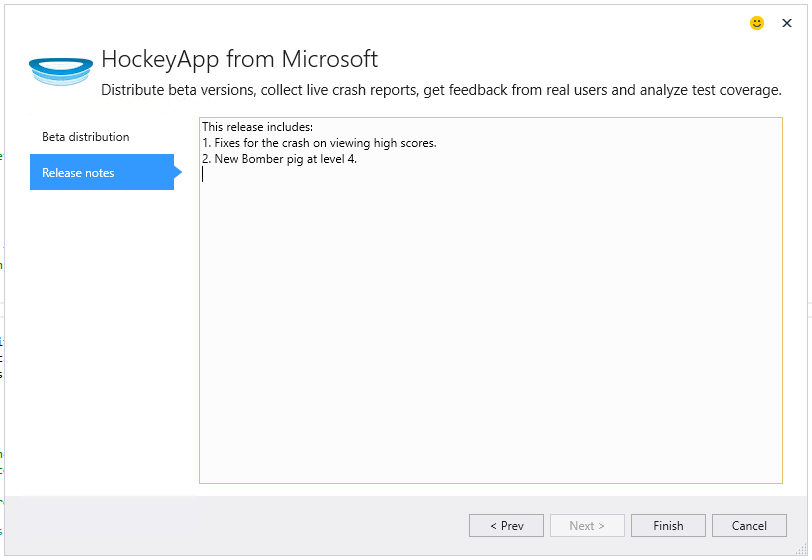 HockeyApp from Microsoft
Distribute beta versions, collect live crash reports, get feedback from real users and analyze test coverage.
Beta distribution
Release notes
This release includes:
1. Fixes for the crash on viewing high scores.
2. New Bomber pig at level 4.
< Prev
Next >
Finish
Cancel